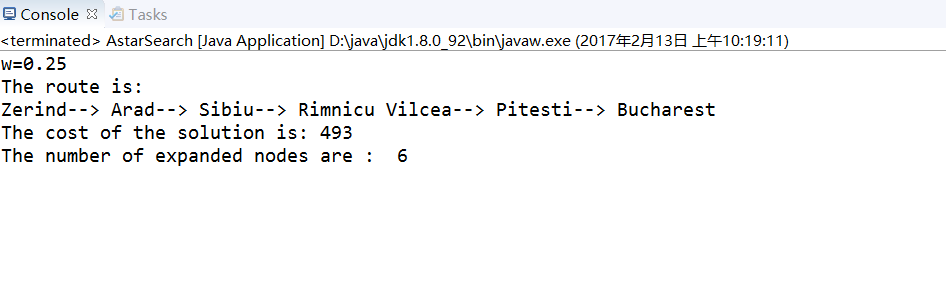 Console Tasks
<terminated> AstarSearch [Java Application] D:\java\jdk1.8.0_92\bin\javaw.exe (2017年2月13日 上午10:19:11)
w=0.25
The route is:
Zerind--> Arad--> Sibiu--> Rimnicu Vilcea--> Pitesti--> Bucharest
The cost of the solution is: 493
The number of expanded nodes are :  6